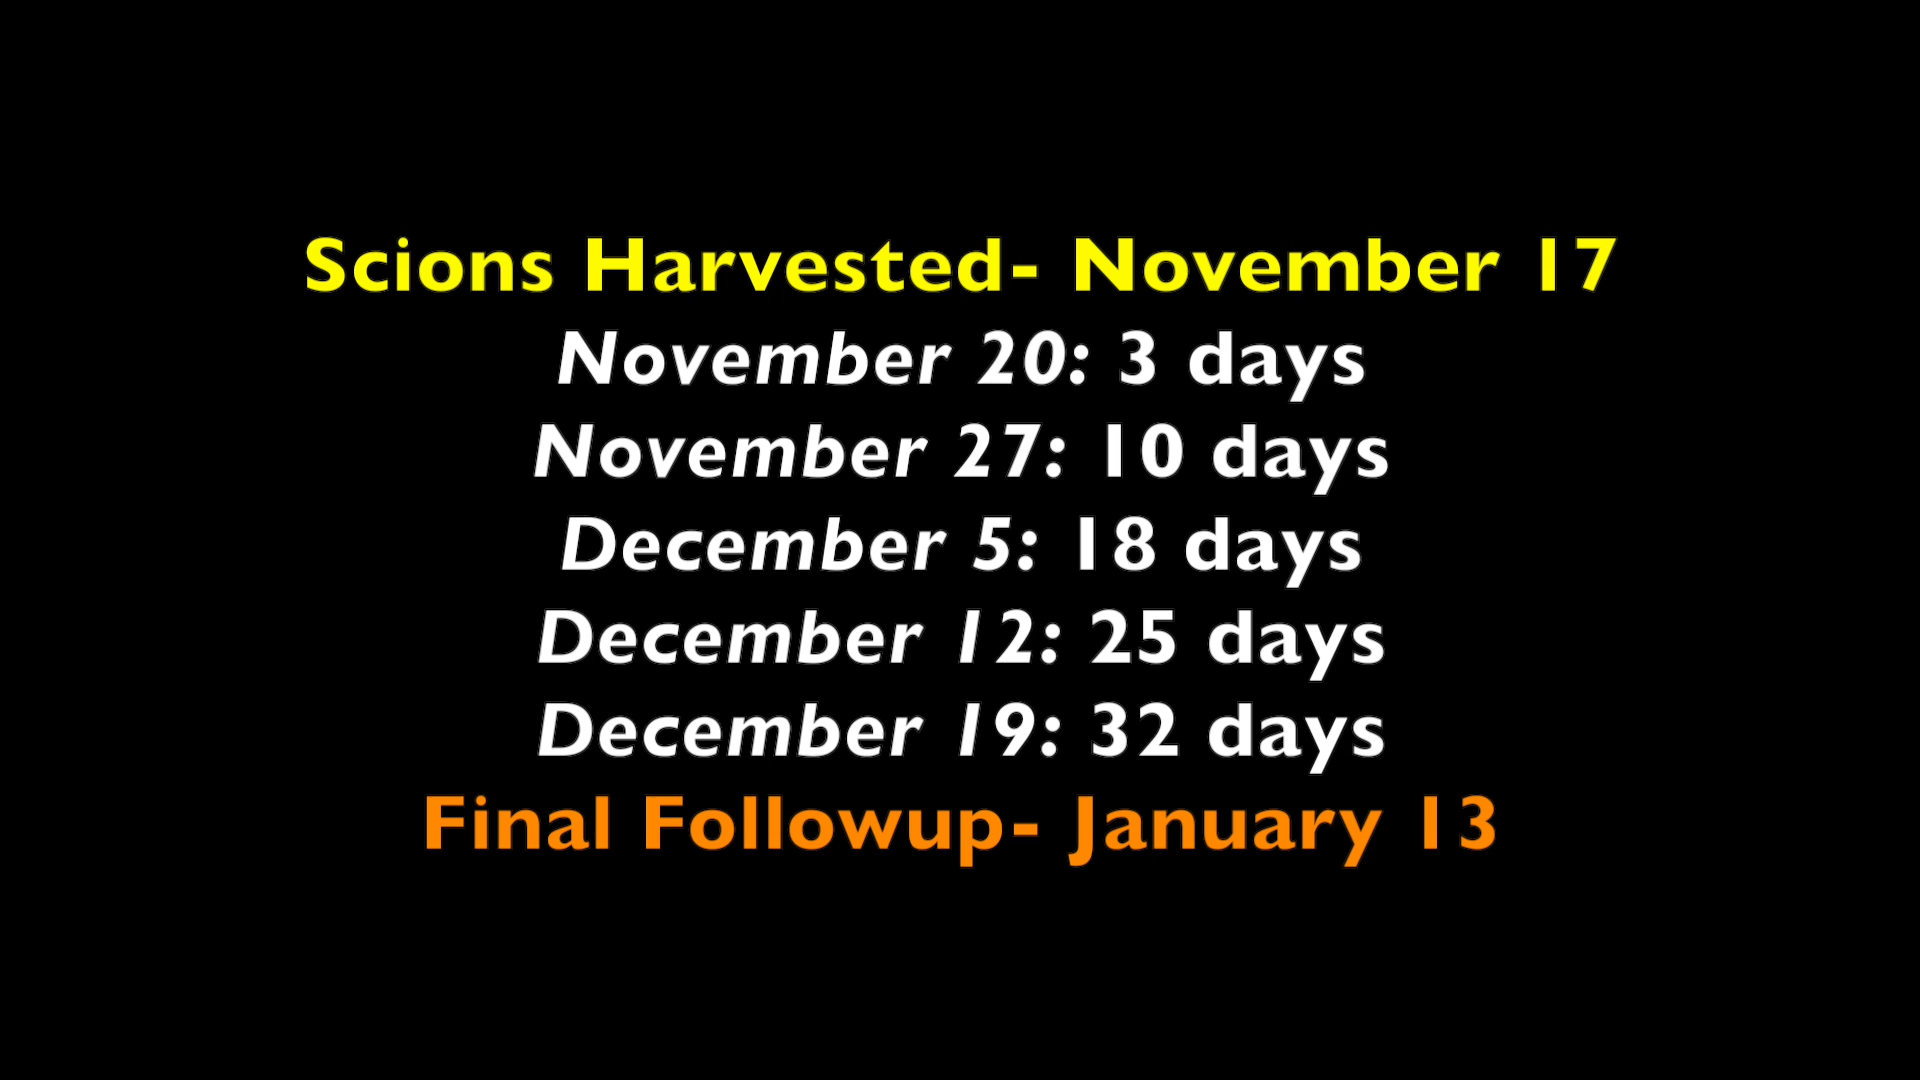 Scions Harvested- November 17
November 20: 3 days
November 27: 10 days
December 5: 18 days
December 12: 25 days
December 19: 32 days
Final Followup- January 13